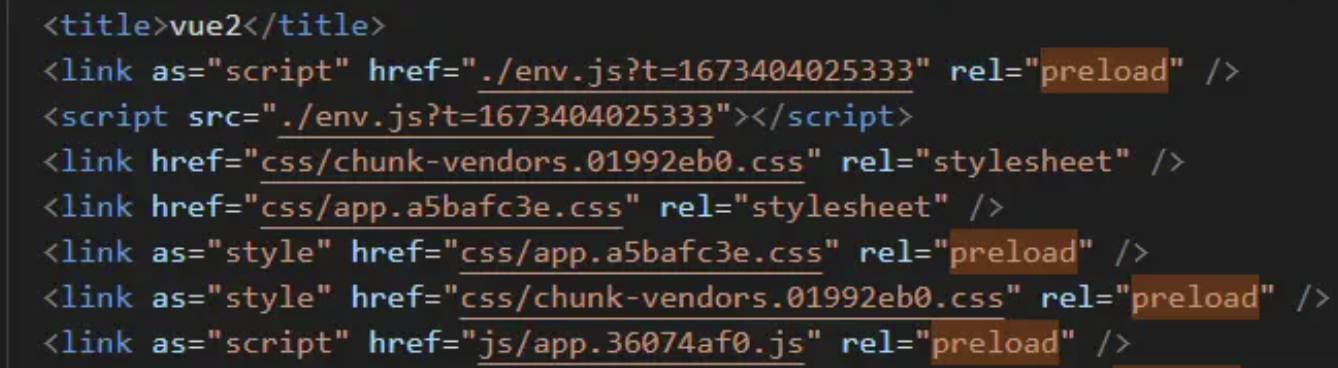 <title>vue2</title>
<link as="script" href="./env.js?t=1673404025333" rel="preload" />
<script src="./env.js?t=1673404025333"></script>
<link href="css/chunk-vendors.01992eb0.css" rel="stylesheet" />
<link href="css/app.a5bafc3e.css" rel="stylesheet" />
<link as="style" href="css/app.a5bafc3e.css" rel="preload" />
<link as="style" href="css/chunk-vendors.01992eb0.css" rel="preload" />
<link as="script" href="js/app.36074af0.js" rel="preload" />